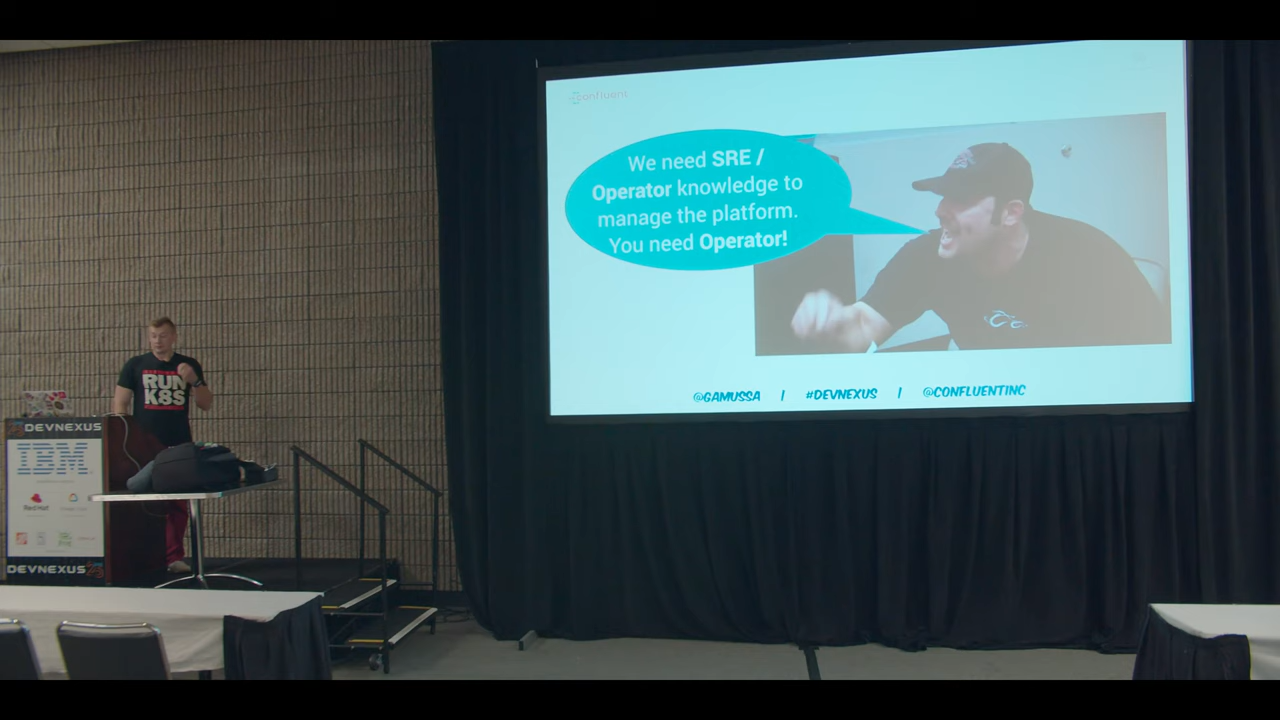 confluent
We need SRE /
Operator knowledge to
manage the platform.
You need Operator!
@GAMUSSA | #DEVNEXUS | @CONFLUENTINC
RUN
K8S
DEVNEXUS
IBM
Red Hat
DEVNEXUS